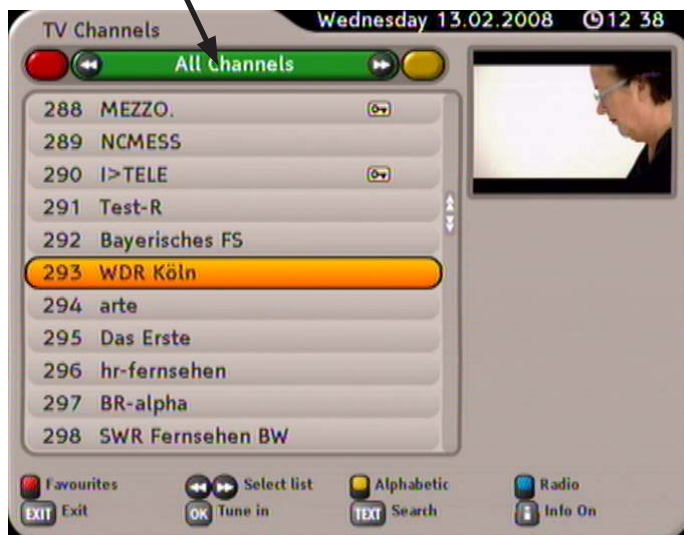 TV Channels
Wednesday 13.02.2008 12 38
All Channels
288 MEZZO.
289 NCMESS
290 I>TELE
291 Test-R
292 Bayerisches FS
293 WDR Köln
294 arte
295 Das Erste
296 hr-fernsehen
297 BR-alpha
298 SWR Fernsehen BW
Favourites Select list Alphabetic Radio
EXIT Exit OK Tune in TEXT Search i Info On